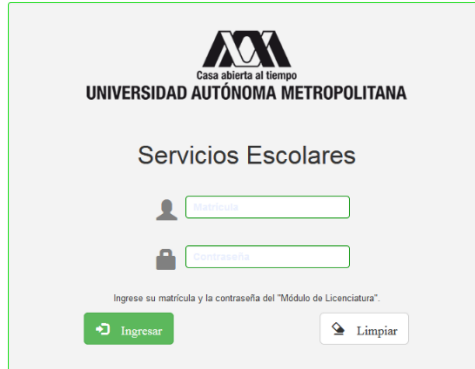 Casa abierta al tiempo
UNIVERSIDAD AUTÓNOMA METROPOLITANA
Servicios Escolares
Matrícula
Contraseña
Ingrese su matrícula y la contraseña del "Módulo de Licenciatura".
Ingresar
Limpiar